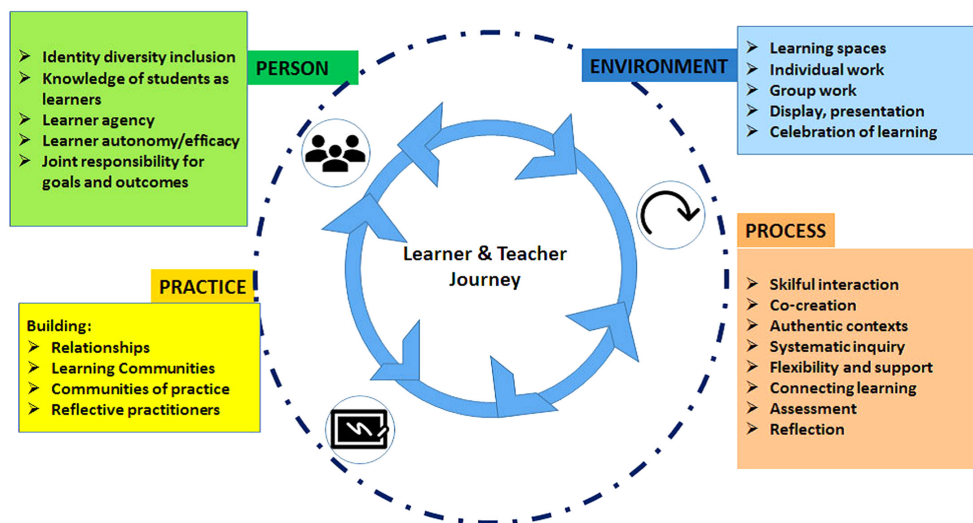 PERSON
Identity diversity inclusion
Knowledge of students as
learners
Learner agency
Learner autonomy/efficacy
Joint responsibility for
goals and outcomes
ENVIRONMENT
Learning spaces
Individual work
Group work
Display, presentation
Celebration of learning
Learner & Teacher
Journey
PRACTICE
Building:
Relationships
Learning Communities
Communities of practice
Reflective practitioners
PROCESS
Skilful interaction
Co-creation
Authentic contexts
Systematic inquiry
Flexibility and support
Connecting learning
Assessment
Reflection